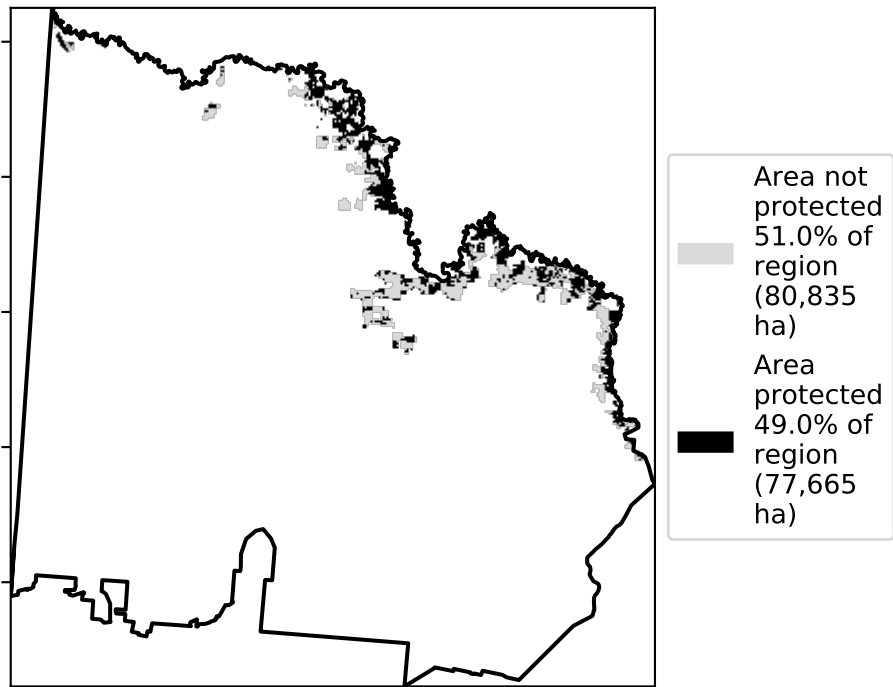 Area not
protected
51.0% of
region
(80,835
ha)
Area
protected
49.0% of
region
(77,665
ha)